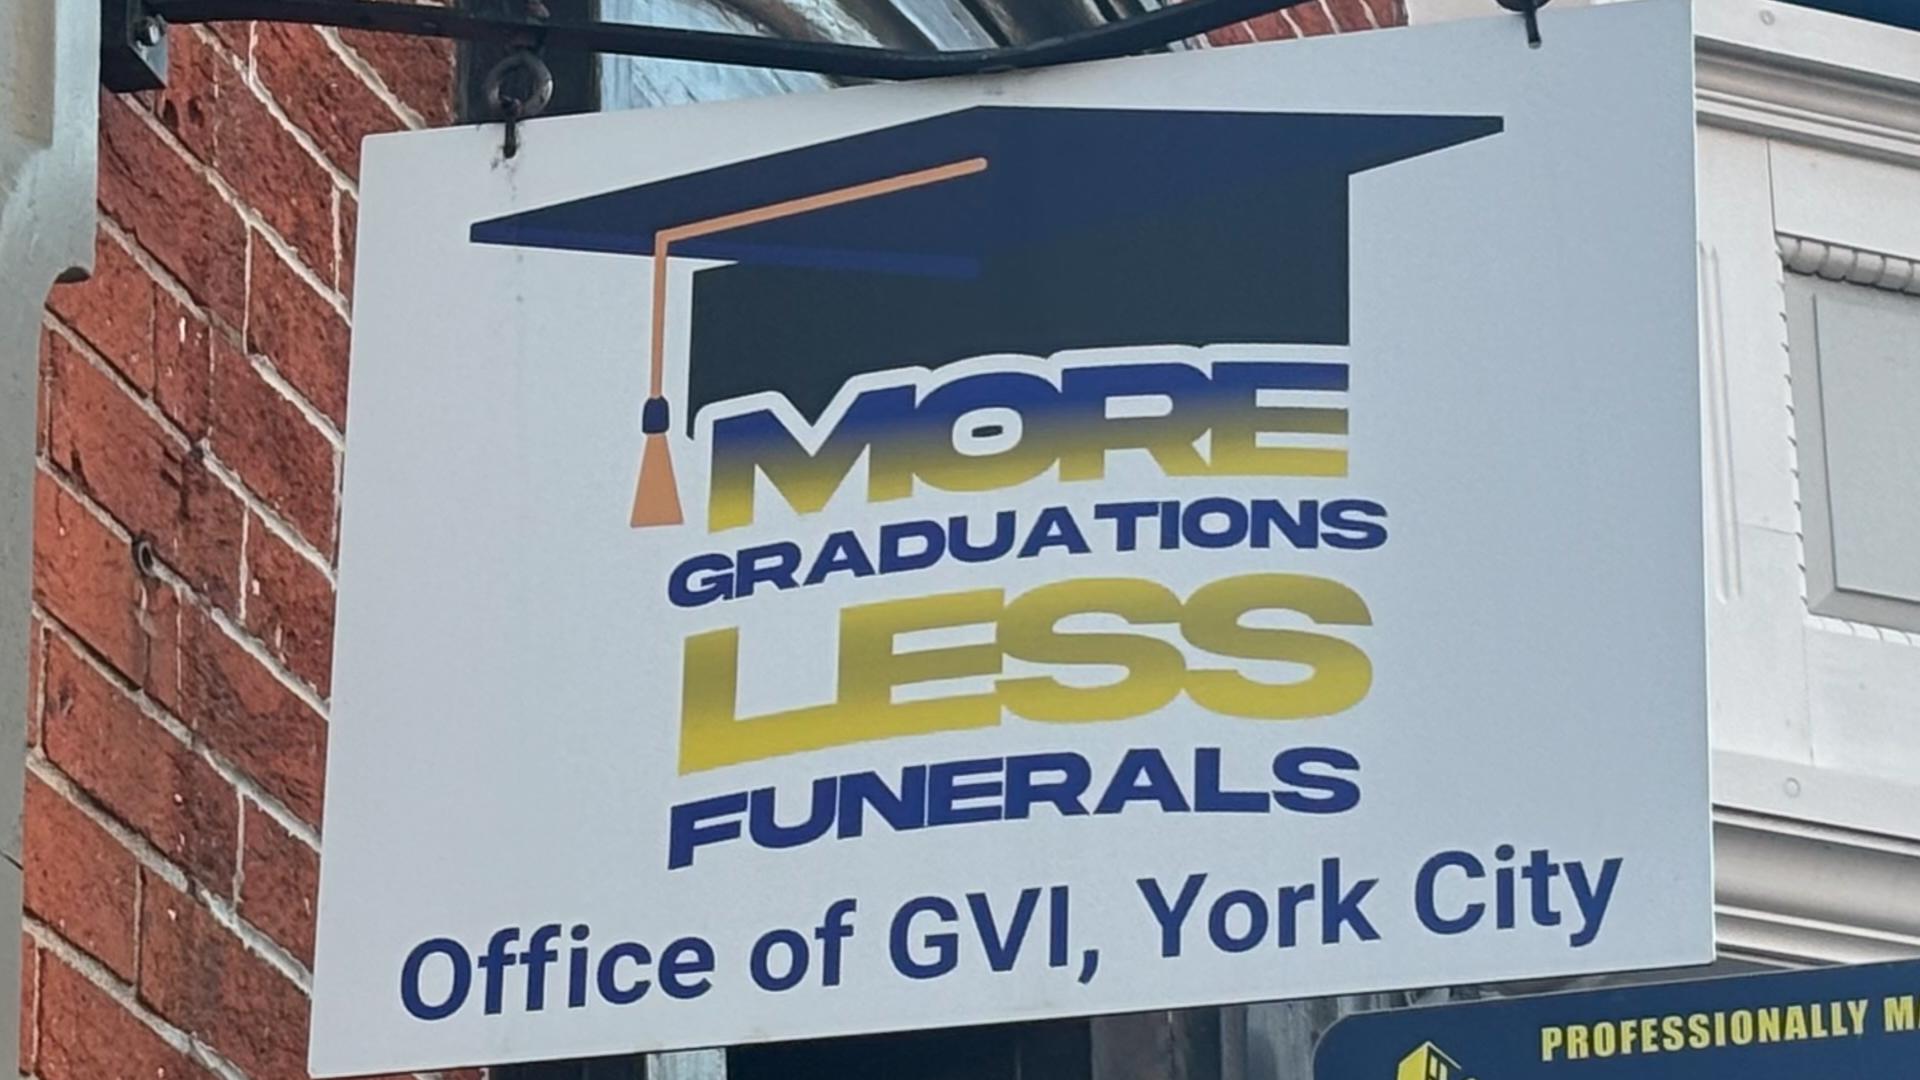 MORE
GRADUATIONS
LESS
FUNERALS
Office of GVI, York City
PROFESSIONALLY